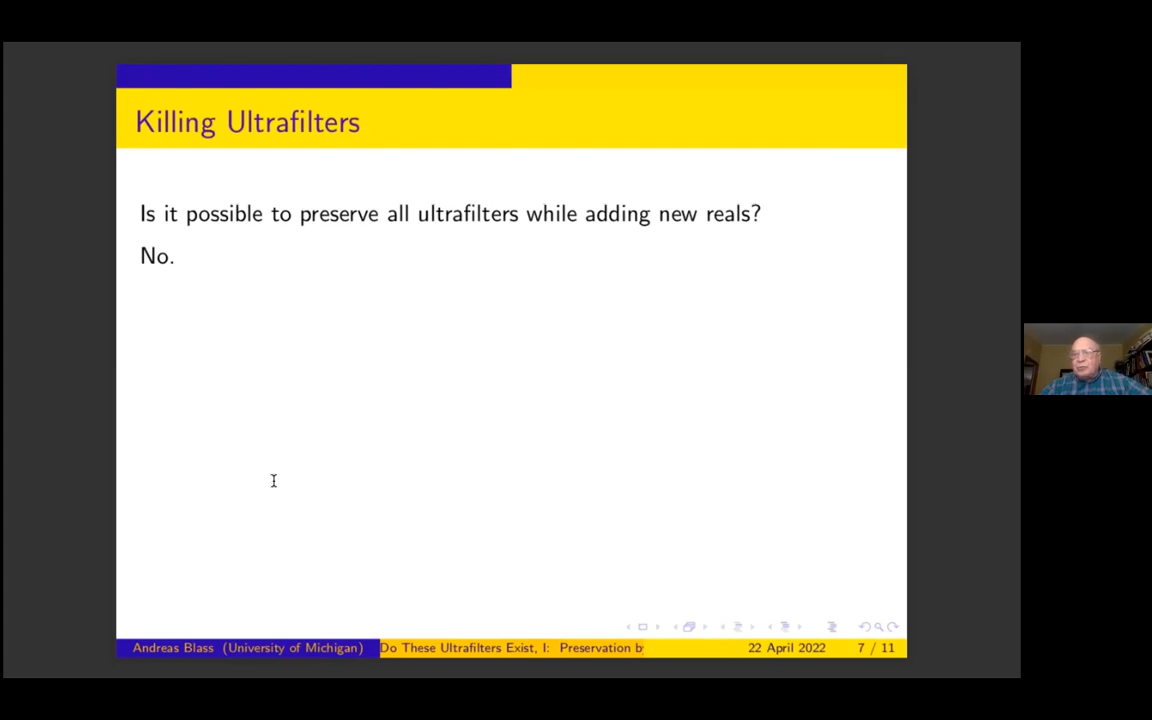 Killing Ultrafilters
Is it possible to preserve all ultrafilters while adding new reals?
No.
Andreas Blass (University of Michigan) Do These Ultrafilters Exist, I: Preservation b 22 April 2022 7 / 11